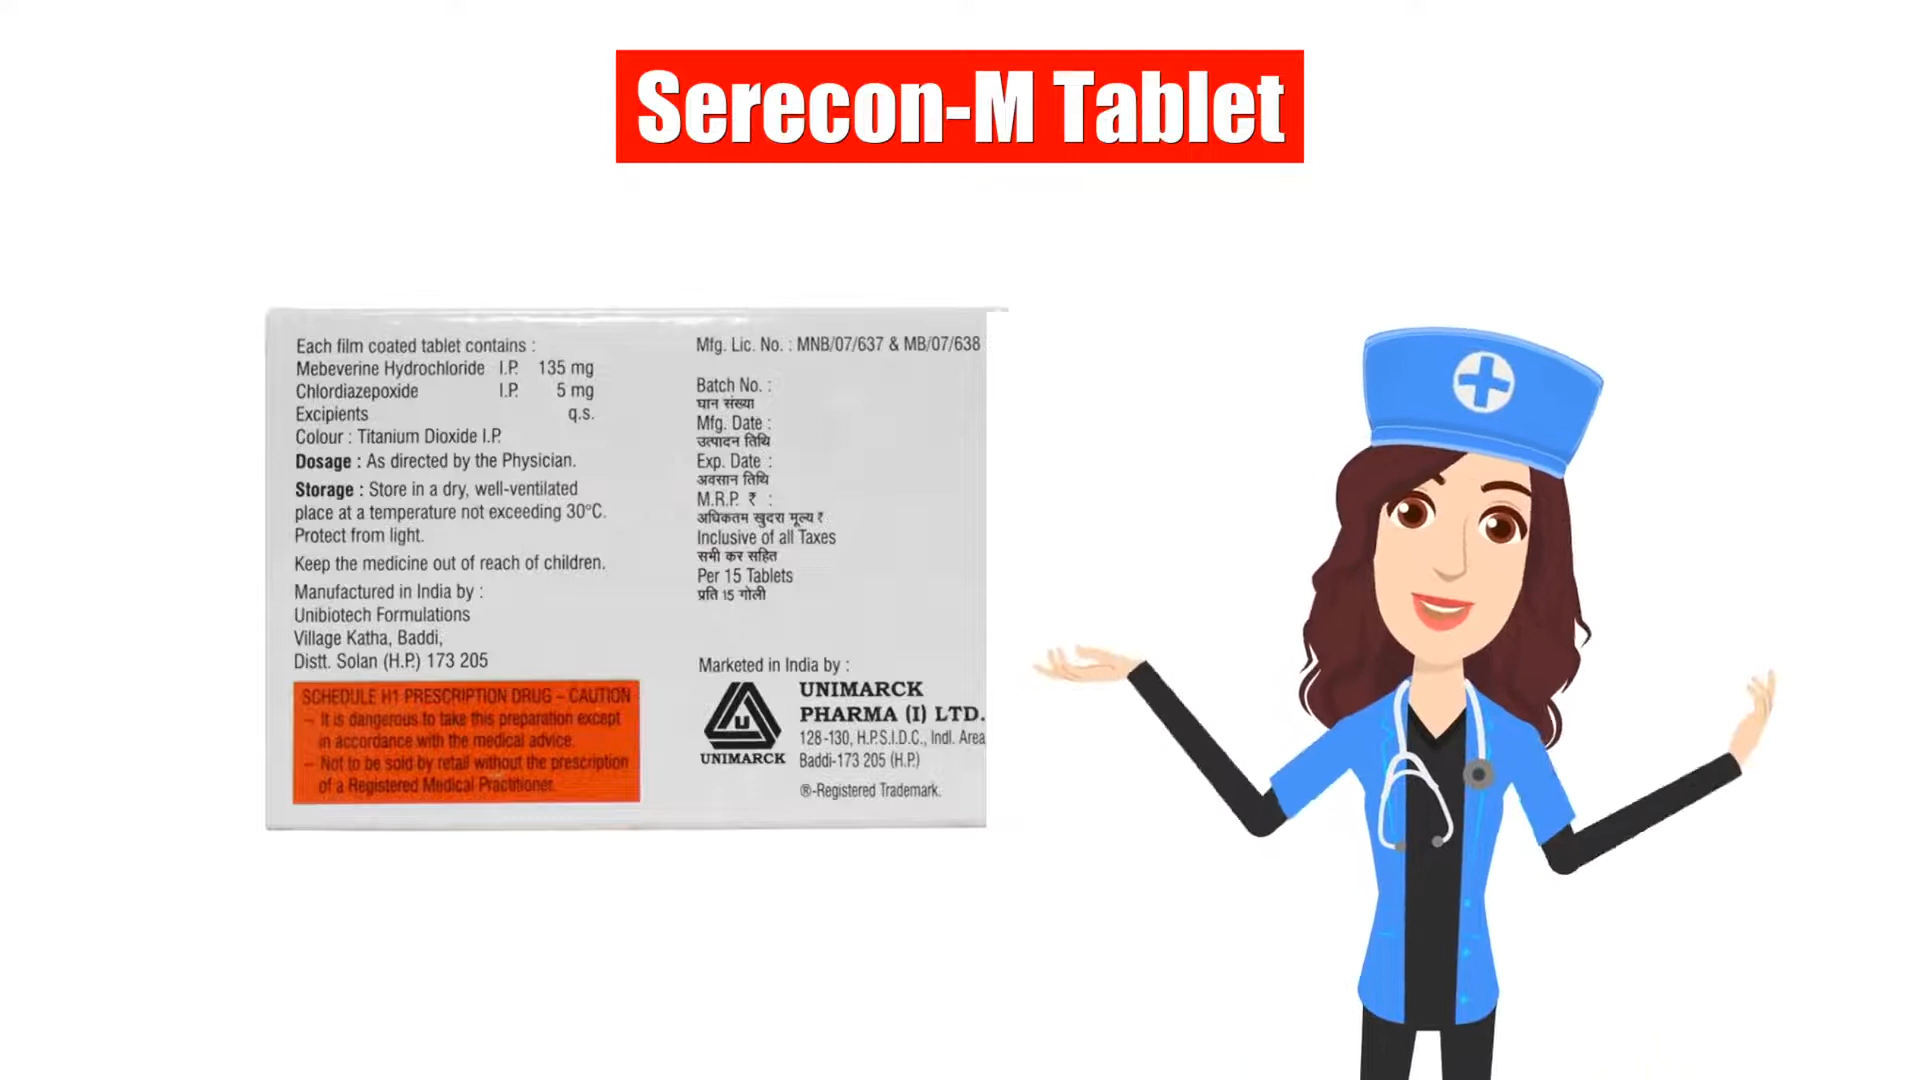 Serecon-M Tablet
Each film coated tablet contains :
Mebeverine Hydrochloride I.P. 135 mg
Chlordiazepoxide I.P. 5 mg
Excipients q.s.
Colour : Titanium Dioxide I.P.
Dosage : As directed by the Physician.
Storage : Store in a dry, well-ventilated
place at a temperature not exceeding 30°C.
Protect from light.
Keep the medicine out of reach of children.
Manufactured in India by :
Unibiotech Formulations
Village Katha, Baddi,
Distt. Solan (H.P.) 173 205
SCHEDULE H1 PRESCRIPTION DRUG – CAUTION
– It is dangerous to take this preparation except
in accordance with the medical advice.
– Not to be sold by retail without the prescription
of a Registered Medical Practitioner.
Mfg. Lic. No. : MNB/07/637 & MB/07/638
Batch No. :
घान संख्या
Mfg. Date :
उत्पादन तिथि
Exp. Date :
अवसान तिथि
M.R.P. ₹ :
अधिकतम खुदरा मूल्य ₹
Inclusive of all Taxes
सभी कर सहित
Per 15 Tablets
प्रति 15 गोली
Marketed in India by :
UNIMARCK
PHARMA (I) LTD.
128-130, H.P.S.I.D.C., Indl. Area
Baddi-173 205 (H.P.)
U
UNIMARCK
®-Registered Trademark.